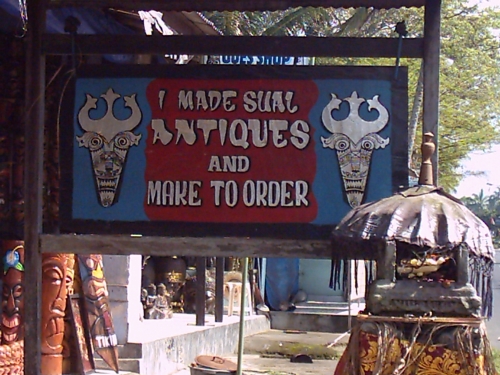 I MADE SUAL
ANTIQUES
AND
MAKE TO ORDER